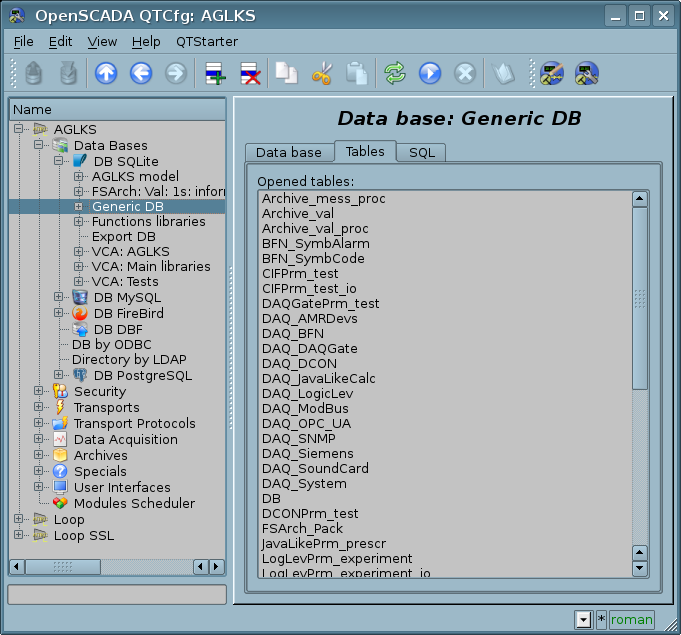 OpenSCADA QTCfg: AGLKS
File Edit View Help QTStarter
Name
AGLKS
Data Bases
DB SQLite
AGLKS model
FSArch: Val: 1s: infor
Generic DB
Functions libraries
Export DB
VCA: AGLKS
VCA: Main libraries
VCA: Tests
DB MySQL
DB FireBird
DB DBF
DB by ODBC
Directory by LDAP
DB PostgreSQL
Security
Transports
Transport Protocols
Data Acquisition
Archives
Specials
User Interfaces
Modules Scheduler
Loop
Loop SSL
Data base: Generic DB
Data base Tables SQL
Opened tables:
Archive_mess_proc
Archive_val
Archive_val_proc
BFN_SymbAlarm
BFN_SymbCode
CIFPrm_test
CIFPrm_test_io
DAQGatePrm_test
DAQ_AMRDevs
DAQ_BFN
DAQ_DAQGate
DAQ_DCON
DAQ_JavaLikeCalc
DAQ_LogicLev
DAQ_ModBus
DAQ_OPC_UA
DAQ_SNMP
DAQ_Siemens
DAQ_SoundCard
DAQ_System
DB
DCONPrm_test
FSArch_Pack
JavaLikePrm_prescr
LogLevPrm_experiment
LogLevPrm_experiment_io
* roman